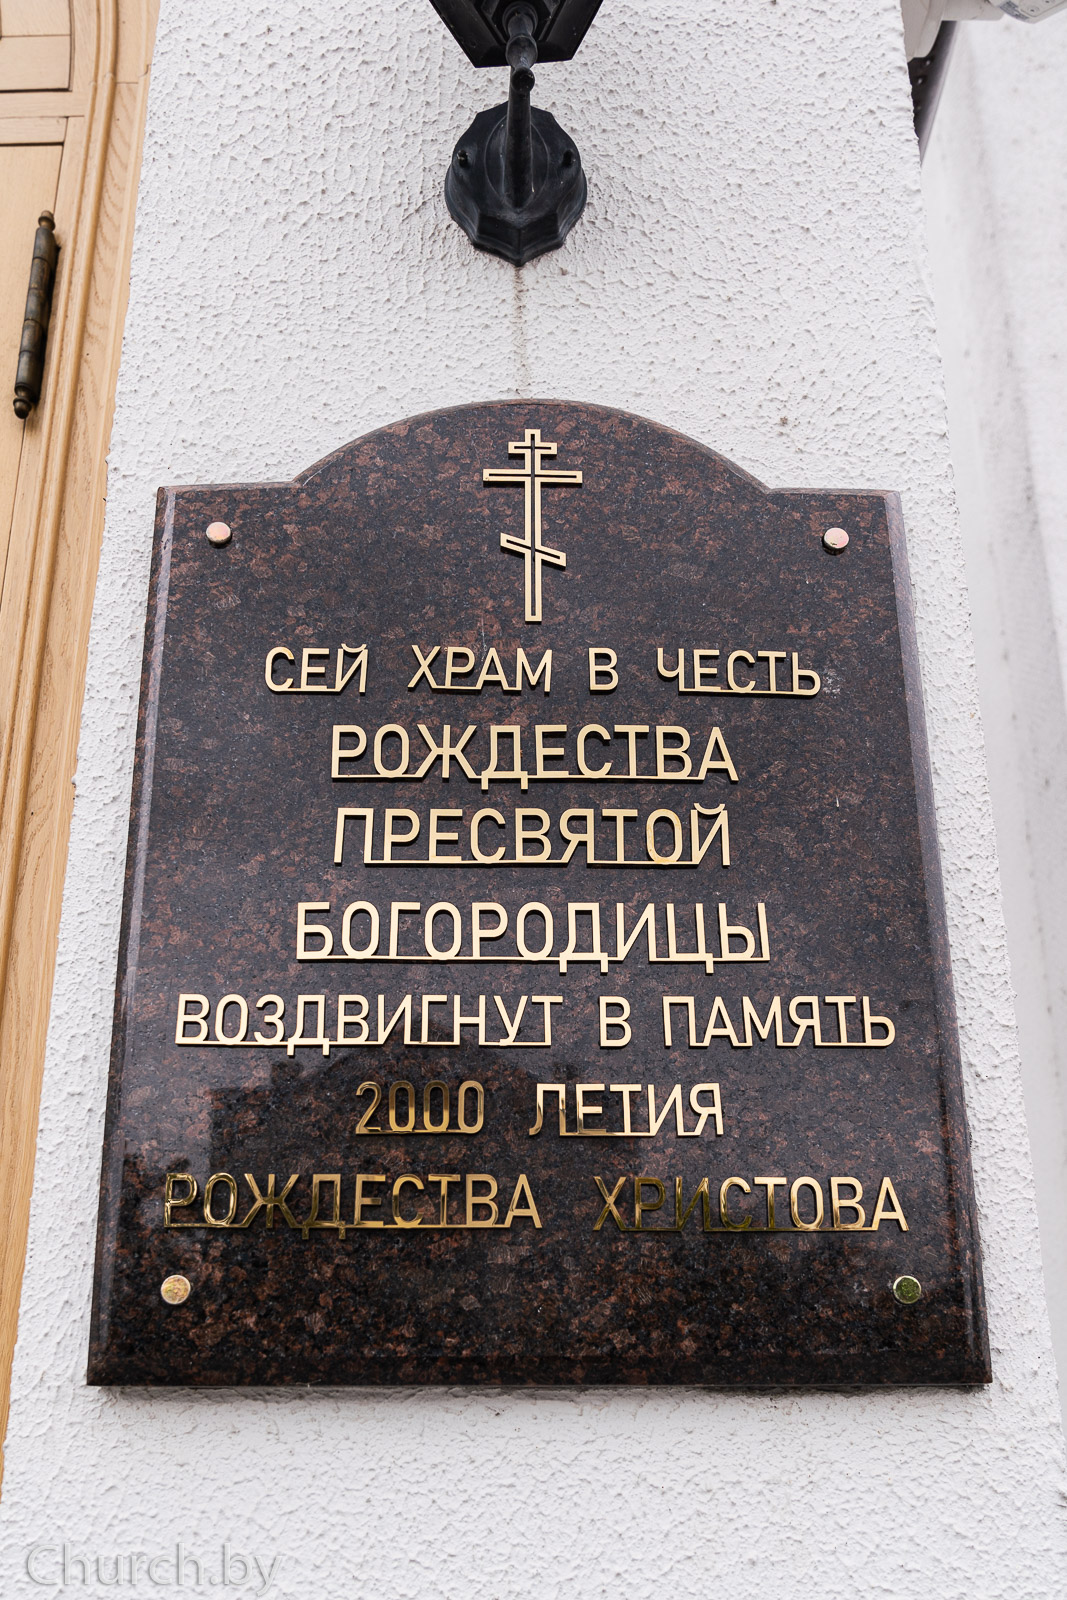 СЕЙ ХРАМ В ЧЕСТЬ
РОЖДЕСТВА
ПРЕСВЯТОЙ
БОГОРОДИЦЫ
ВОЗДВИГНУТ В ПАМЯТЬ
2000 ЛЕТИЯ
РОЖДЕСТВА ХРИСТОВА
Church.by